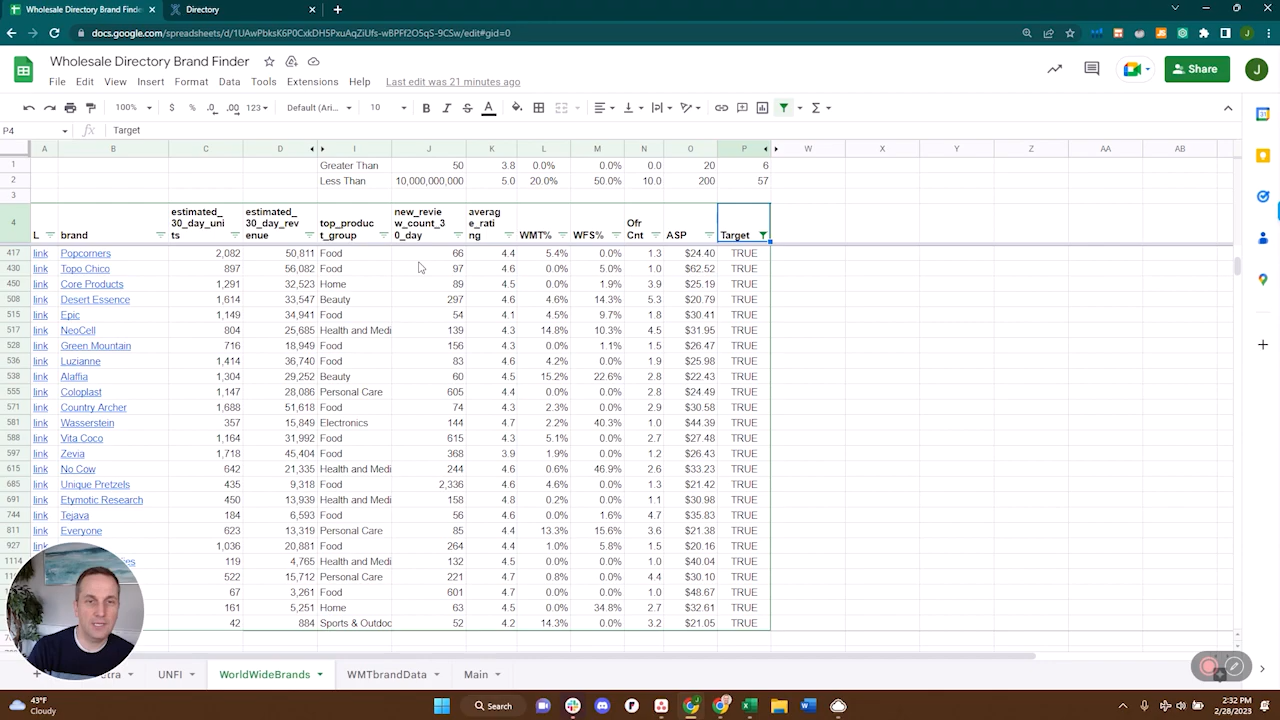 Wholesale Directory Brand Finder
Directory
docs.google.com/spreadsheets/d/1UAwPbksK6P0CxkDH5PxuAqZiUfs-wBPFf2O5qS-9CSw/edit#gid=0
J
Wholesale Directory Brand Finder
File Edit View Insert Format Data Tools Extensions Help Last edit was 21 minutes ago
Share
J
100% $ % .0 .00 123 Default (Ari... 10 B I S A
P4 fx Target
A B C D I J K L M N O P W X Y Z AA AB
1 Greater Than 50 3.8 0.0% 0.0% 0.0 20 6
2 Less Than 10,000,000,000 5.0 20.0% 50.0% 10.0 200 57
3
4 L brand estimated_30_day_units estimated_30_day_revenue top_product_group new_review_count_30_day average_rating WMT% WFS% Ofr Cnt ASP Target
417 link Popcorners 2,082 50,811 Food 66 4.4 5.4% 0.0% 1.3 $24.40 TRUE
430 link Topo Chico 897 56,082 Food 97 4.6 0.0% 5.0% 1.0 $62.52 TRUE
450 link Core Products 1,291 32,523 Home 89 4.5 0.0% 1.9% 3.9 $25.19 TRUE
508 link Desert Essence 1,614 33,547 Beauty 297 4.6 4.6% 14.3% 5.3 $20.79 TRUE
515 link Epic 1,149 34,941 Food 54 4.1 4.5% 9.7% 1.8 $30.41 TRUE
517 link NeoCell 804 25,685 Health and Medi 139 4.3 14.8% 10.3% 4.5 $31.95 TRUE
528 link Green Mountain 716 18,949 Food 156 4.3 0.0% 1.1% 1.5 $26.47 TRUE
536 link Luzianne 1,414 36,740 Food 83 4.6 4.2% 0.0% 1.9 $25.98 TRUE
538 link Alaffia 1,304 29,252 Beauty 60 4.5 15.2% 22.6% 2.8 $22.43 TRUE
555 link Coloplast 1,147 28,086 Personal Care 605 4.4 0.0% 0.0% 2.8 $24.49 TRUE
571 link Country Archer 1,688 51,618 Food 74 4.3 2.3% 0.0% 2.9 $30.58 TRUE
581 link Wasserstein 357 15,849 Electronics 144 4.7 2.2% 40.3% 1.0 $44.39 TRUE
588 link Vita Coco 1,164 31,992 Food 615 4.3 5.1% 0.0% 2.7 $27.48 TRUE
592 link Zevia 1,718 45,404 Food 368 3.9 1.9% 0.0% 1.2 $26.43 TRUE
615 link No Cow 642 21,335 Health and Medi 244 4.6 0.6% 46.9% 2.6 $33.23 TRUE
685 link Unique Pretzels 435 9,318 Food 2,336 4.6 4.6% 0.0% 1.3 $21.42 TRUE
691 link Etymotic Research 450 13,939 Health and Medi 158 4.8 0.2% 0.0% 1.1 $30.98 TRUE
744 link Tejava 184 6,593 Food 56 4.6 0.0% 1.6% 4.7 $35.83 TRUE
811 link Everyone 623 13,319 Personal Care 85 4.4 13.3% 15.6% 3.6 $21.38 TRUE
927 link 1,036 20,881 Food 264 4.4 1.0% 5.8% 1.5 $20.16 TRUE
1114 119 4,765 Health and Medi 132 4.5 0.0% 0.0% 1.0 $40.04 TRUE
522 15,712 Personal Care 221 4.7 0.8% 0.0% 4.4 $30.10 TRUE
67 3,261 Food 601 4.7 0.0% 0.0% 1.0 $48.67 TRUE
161 5,251 Home 63 4.5 0.0% 34.8% 2.7 $32.61 TRUE
42 884 Sports & Outdoo 52 4.2 14.3% 0.0% 3.2 $21.05 TRUE
UNFI WorldWideBrands WMTbrandData Main
43°F
Cloudy
Search
2:32 PM
2/28/2023